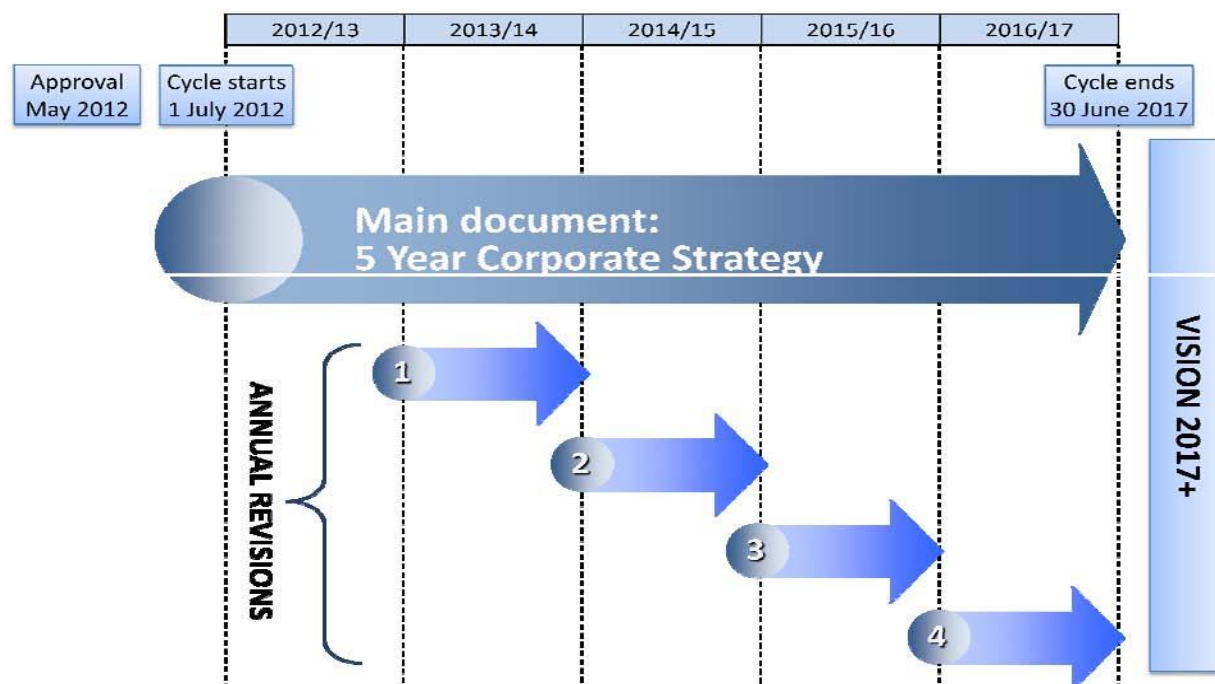 2012/13 2013/14 2014/15 2015/16 2016/17
Approval
May 2012
Cycle starts
1 July 2012
Cycle ends
30 June 2017
Main document:
5 Year Corporate Strategy
ANNUAL REVISIONS
1
2
3
4
VISION 2017+